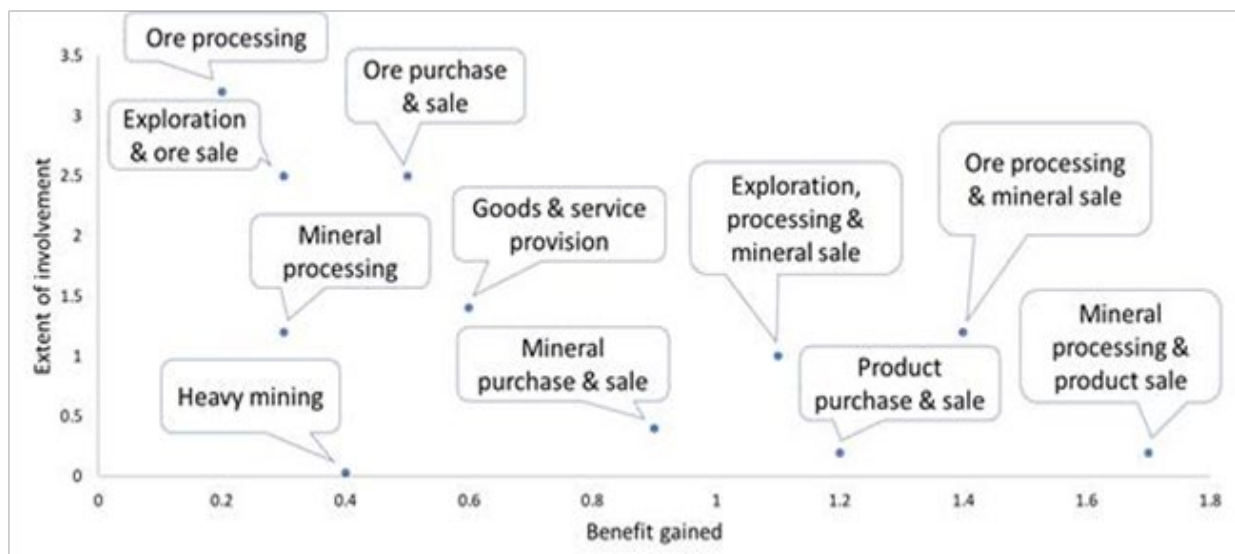 Ore processing
3.5
Ore purchase
& sale
3
Exploration
& ore sale
Ore processing
& mineral sale
2.5
Exploration,
processing &
mineral sale
Goods & service
provision
2
Mineral
processing
1.5
Mineral
processing &
product sale
1
Mineral
purchase & sale
Product
purchase & sale
Heavy mining
0.5
0
Extent of involvement
0 0.2 0.4 0.6 0.8 1 1.2 1.4 1.6 1.8
Benefit gained